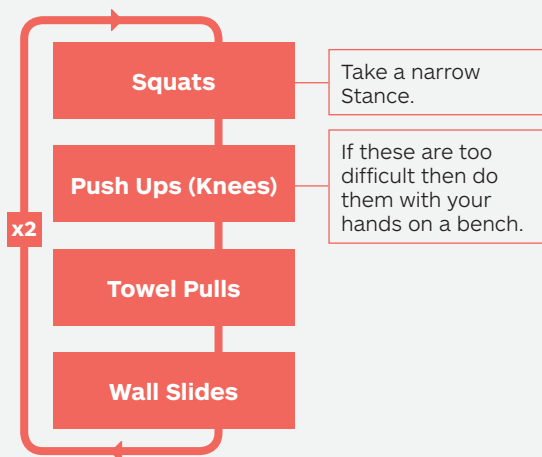 Squats
Take a narrow
Stance.
Push Ups (Knees)
If these are too
difficult then do
them with your
hands on a bench.
x2
Towel Pulls
Wall Slides